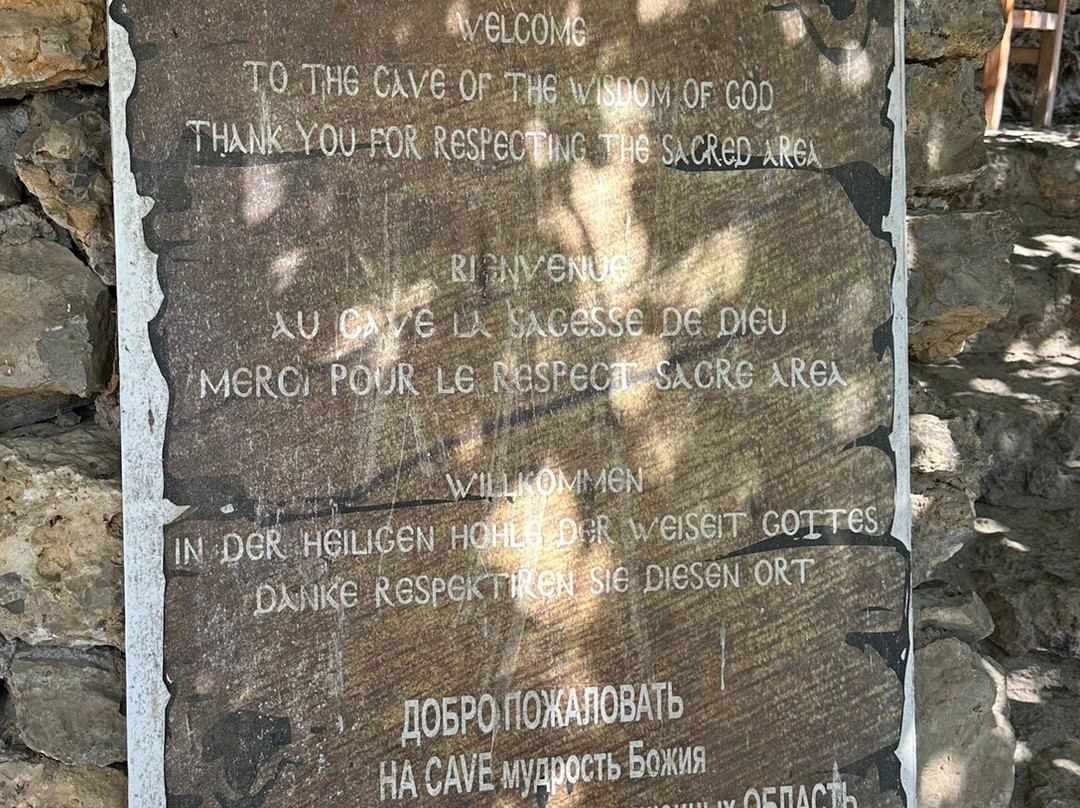 WELCOME
TO THE CAVE OF THE WISDOM OF GOD
THANK YOU FOR RESPECTING THE SACRED AREA
BIENVENUE
AU CAVE LA SAGESSE DE DIEU
MERCI POUR LE RESPECT SACRE AREA
WILLKOMMEN
IN DER HEILIGEN HOHLE DER WEISEIT GOTTES
DANKE RESPEKTIREN SIE DIESEN ORT
ДОБРО ПОЖАЛОВАТЬ
НА CAVE мудрость Божия
ОБЛАСТЬ